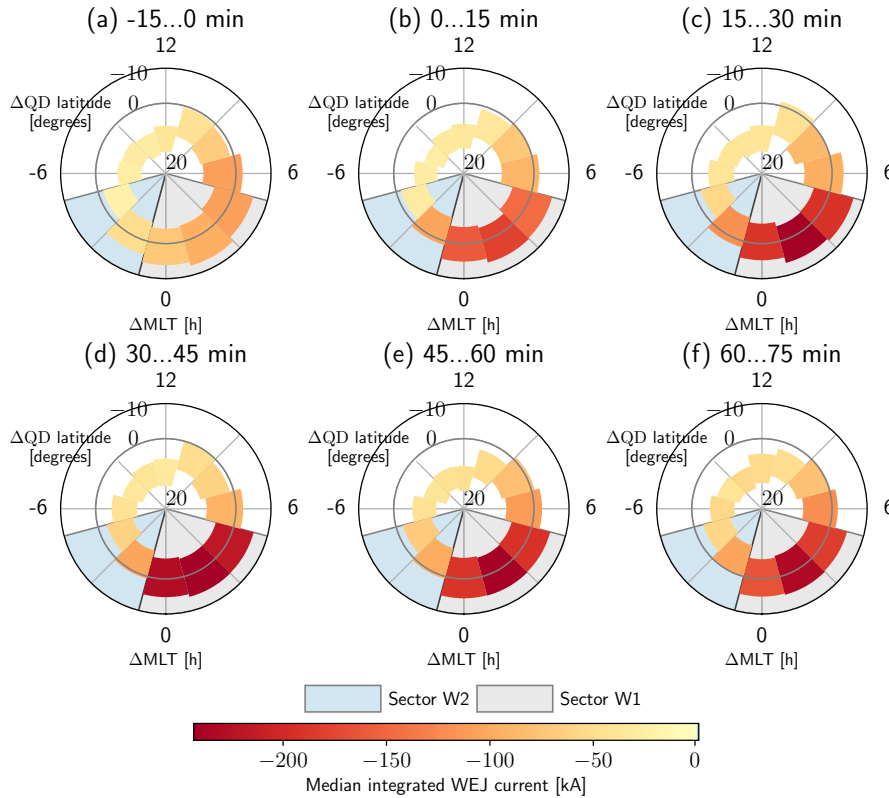 (a) -15...0 min
(b) 0...15 min
(c) 15...30 min
12
12
12
−10
−10
−10
ΔQD latitude
[degrees]
0
ΔQD latitude
[degrees]
0
ΔQD latitude
[degrees]
0
20
20
20
-6
6
-6
6
-6
6
0
0
0
ΔMLT [h]
ΔMLT [h]
ΔMLT [h]
(d) 30...45 min
(e) 45...60 min
(f) 60...75 min
12
12
12
−10
−10
−10
ΔQD latitude
[degrees]
0
ΔQD latitude
[degrees]
0
ΔQD latitude
[degrees]
0
20
20
20
-6
6
-6
6
-6
6
0
0
0
ΔMLT [h]
ΔMLT [h]
ΔMLT [h]
Sector W2
Sector W1
−200
−150
−100
−50
0
Median integrated WEJ current [kA]